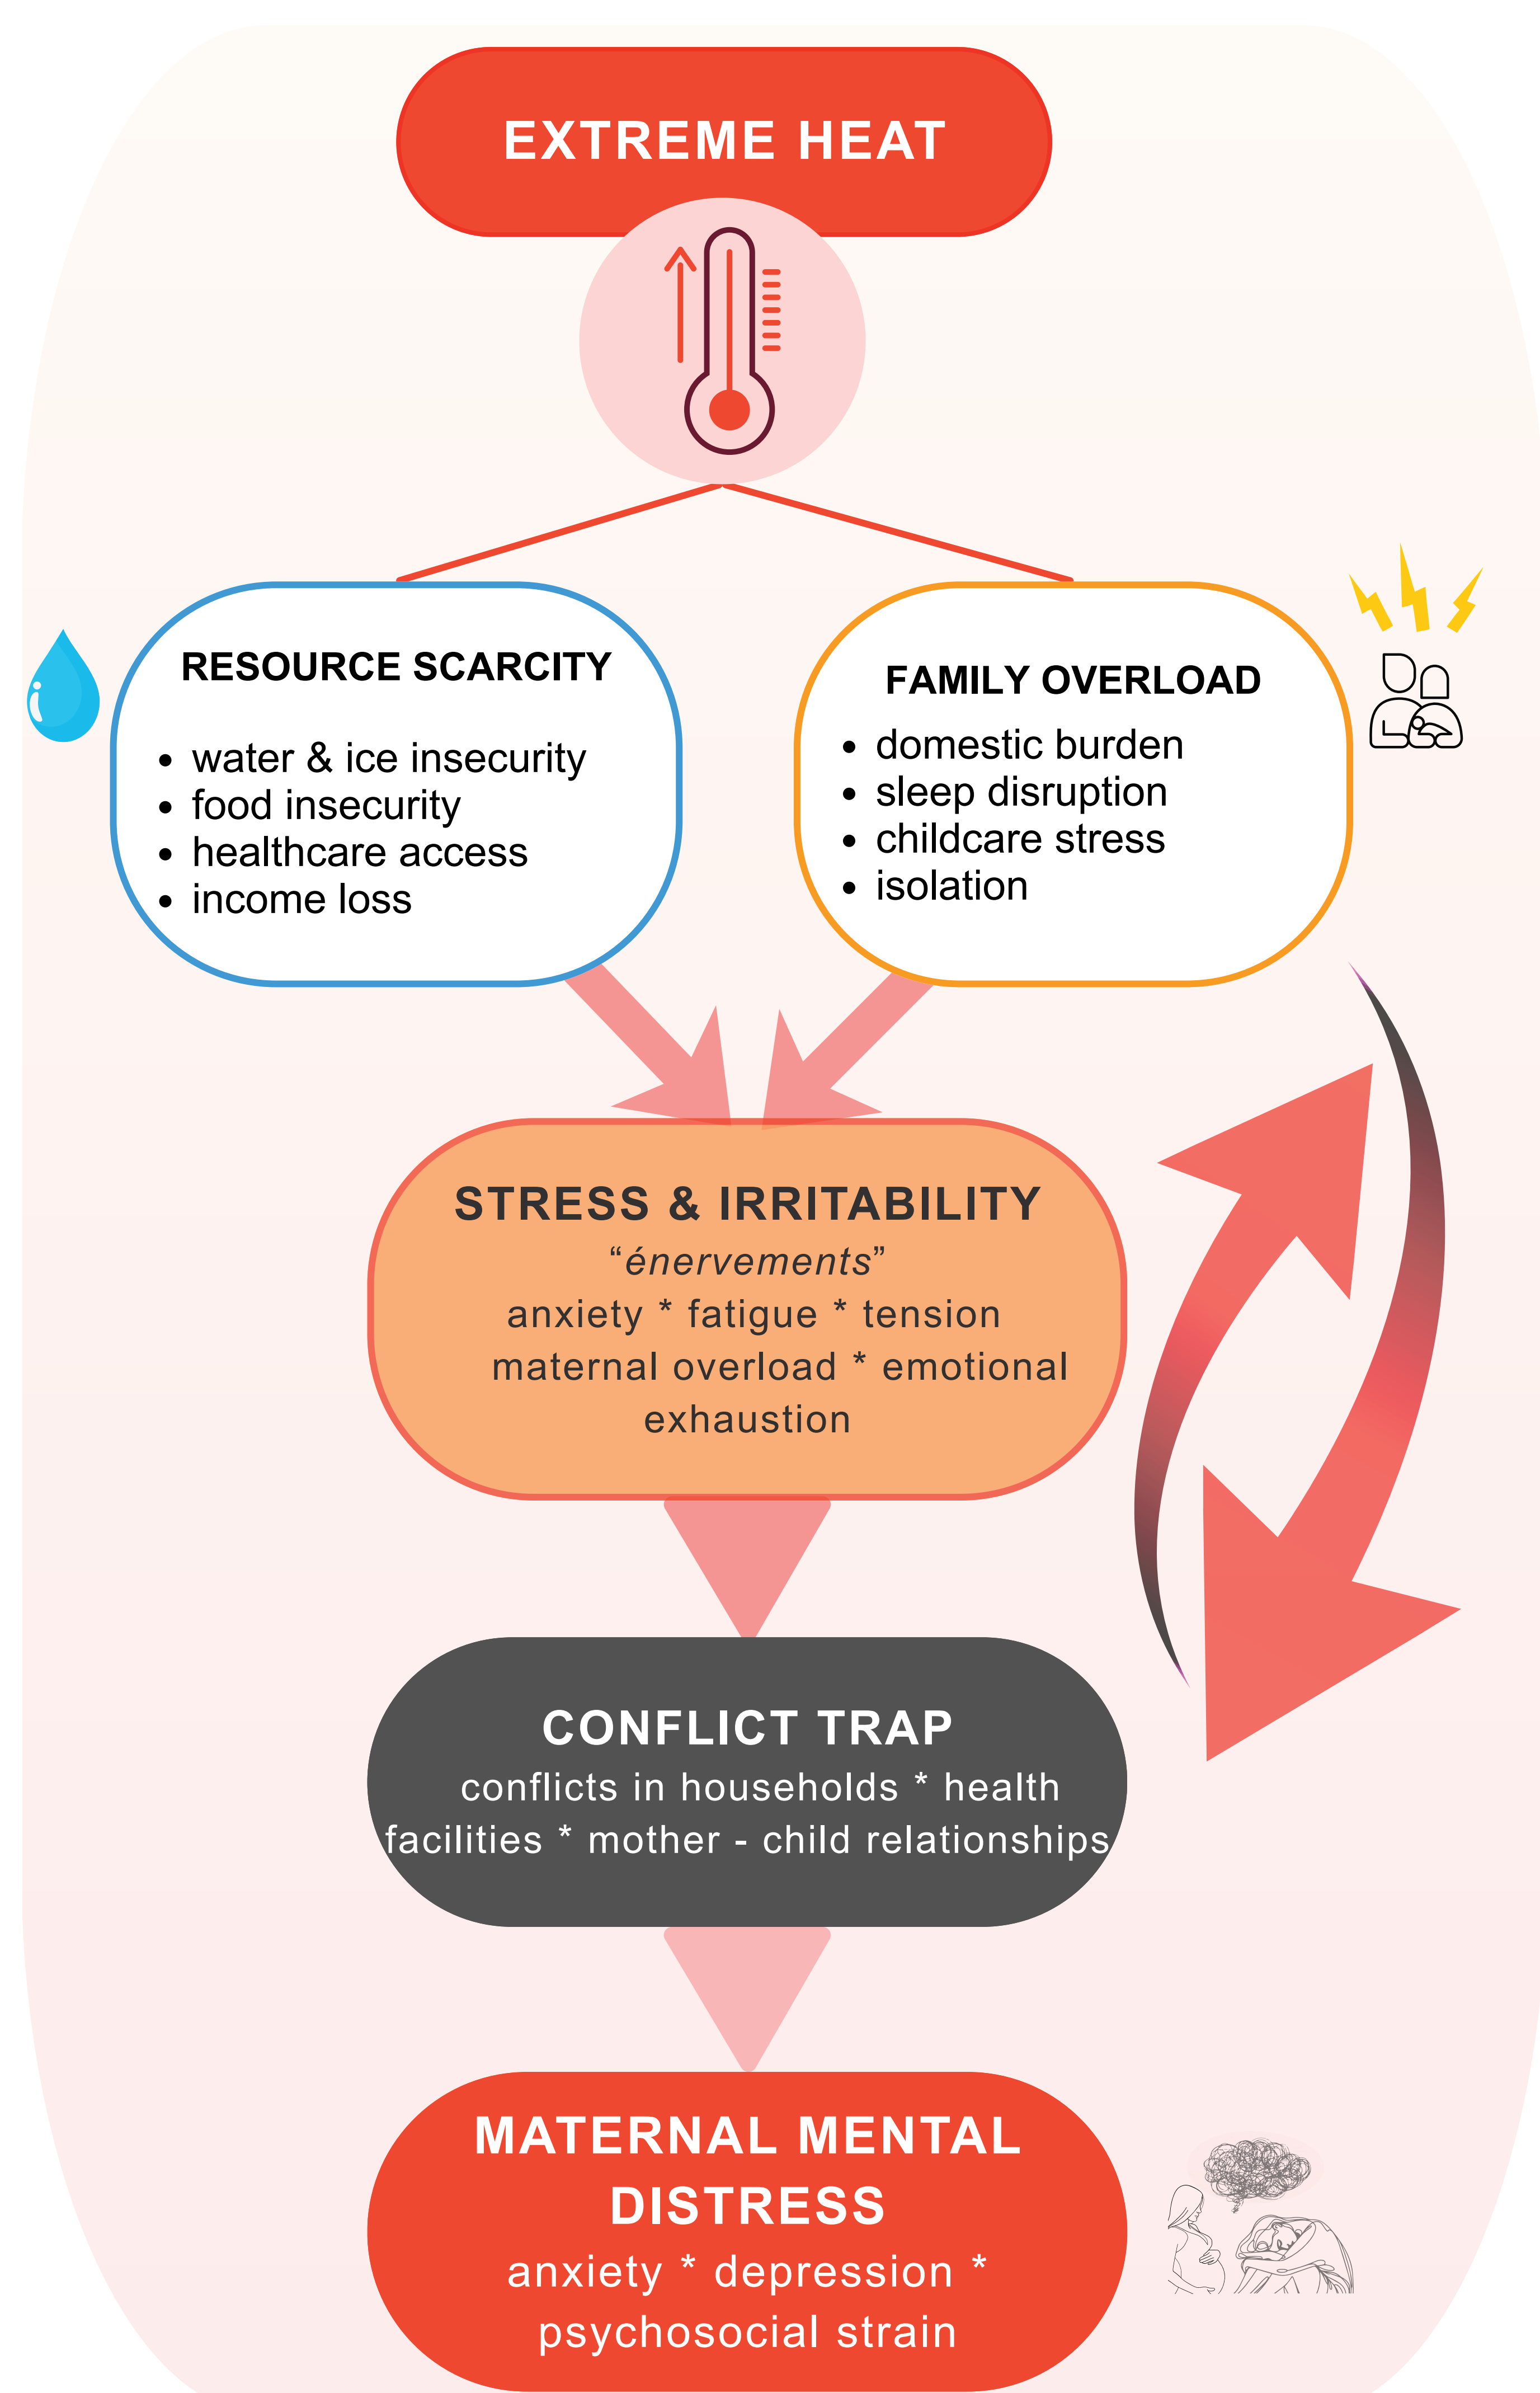 EXTREME HEAT
RESOURCE SCARCITY
• water & ice insecurity
• food insecurity
• healthcare access
• income loss
FAMILY OVERLOAD
• domestic burden
• sleep disruption
• childcare stress
• isolation
STRESS & IRRITABILITY
“énervements”
anxiety * fatigue * tension
maternal overload * emotional
exhaustion
CONFLICT TRAP
conflicts in households * health
facilities * mother - child relationships
MATERNAL MENTAL
DISTRESS
anxiety * depression *
psychosocial strain